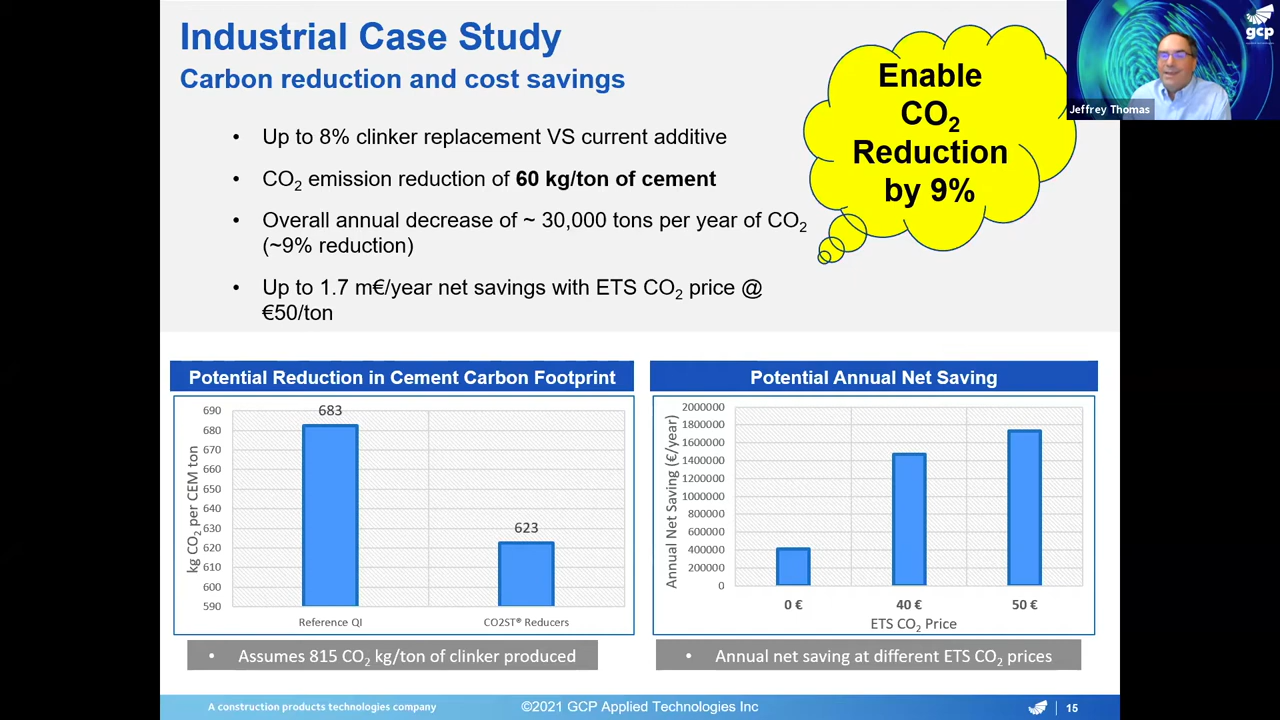 Industrial Case Study
Carbon reduction and cost savings
• Up to 8% clinker replacement VS current additive
• CO₂ emission reduction of 60 kg/ton of cement
• Overall annual decrease of ~ 30,000 tons per year of CO₂
(~9% reduction)
• Up to 1.7 m€/year net savings with ETS CO₂ price @
€50/ton
Enable
CO₂
Reduction
by 9%
gcp
Jeffrey Thomas
Potential Reduction in Cement Carbon Footprint
kg CO₂ per CEM ton
690
680
670
660
650
640
630
620
610
600
590
683
623
Reference QI
CO2ST® Reducers
• Assumes 815 CO₂ kg/ton of clinker produced
Potential Annual Net Saving
Annual Net Saving (€/year)
2000000
1800000
1600000
1400000
1200000
1000000
800000
600000
400000
200000
0
0 €
40 €
50 €
ETS CO₂ Price
• Annual net saving at different ETS CO₂ prices
A construction products technologies company
©2021 GCP Applied Technologies Inc
15